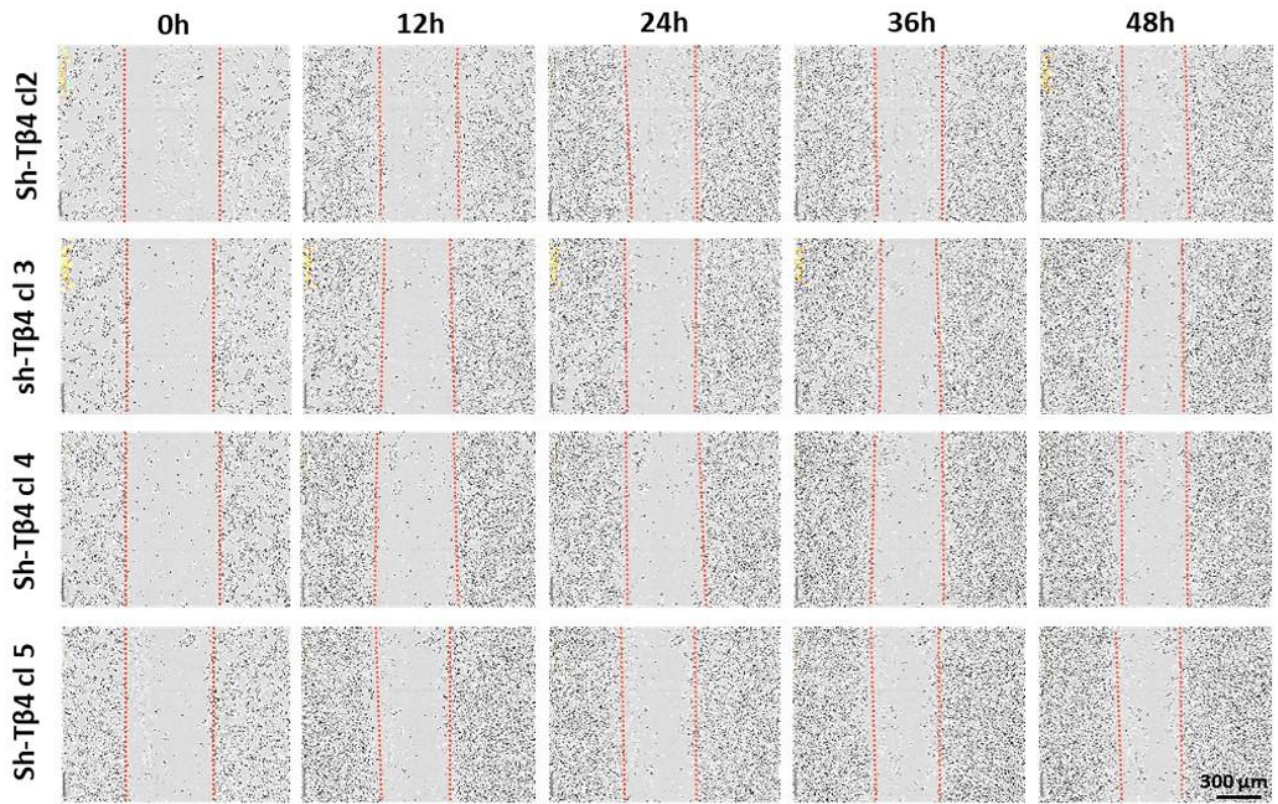 0h 12h 24h 36h 48h
Sh-Tβ4 cl2
sh-Tβ4 cl 3
Sh-Tβ4 cl 4
Sh-Tβ4 cl 5
300 µm